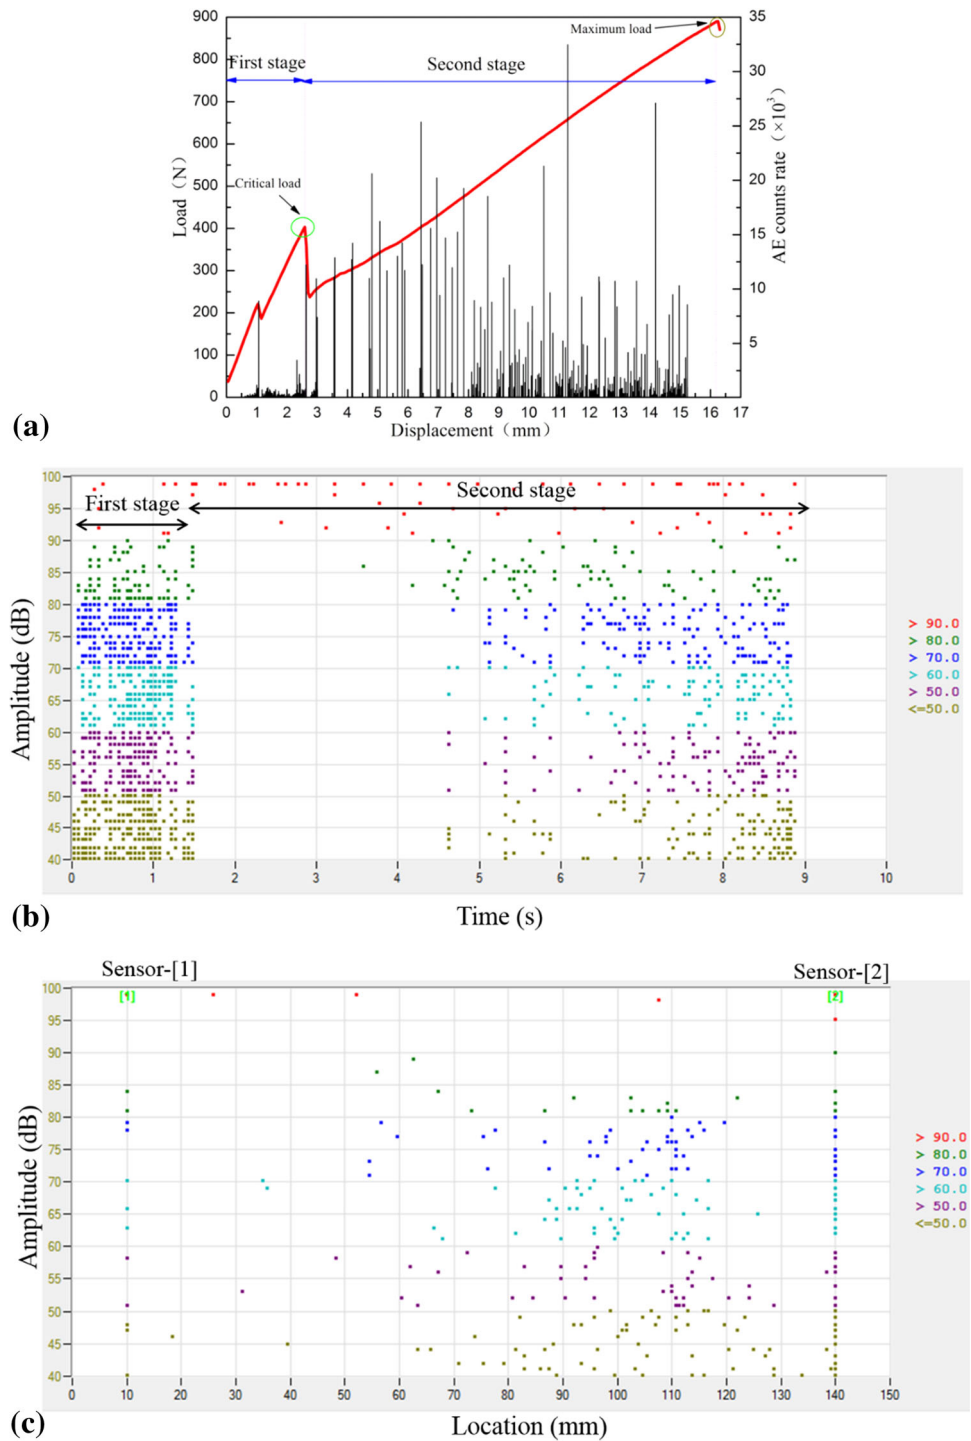 900
800
700
600
500
400
300
200
100
0
Load (N)
35
30
25
20
15
10
5
AE counts rate (×10³)
First stage
Second stage
Maximum load
Critical load
0 1 2 3 4 5 6 7 8 9 10 11 12 13 14 15 16 17
Displacement (mm)
(a)
100
95
90
85
80
75
70
65
60
55
50
45
40
Amplitude (dB)
First stage
Second stage
> 90.0
> 80.0
> 70.0
> 60.0
> 50.0
<=50.0
0 1 2 3 4 5 6 7 8 9 10
Time (s)
(b)
Sensor-[1]
Sensor-[2]
[1]
[2]
100
95
90
85
80
75
70
65
60
55
50
45
40
Amplitude (dB)
> 90.0
> 80.0
> 70.0
> 60.0
> 50.0
<=50.0
0 10 20 30 40 50 60 70 80 90 100 110 120 130 140 150
Location (mm)
(c)